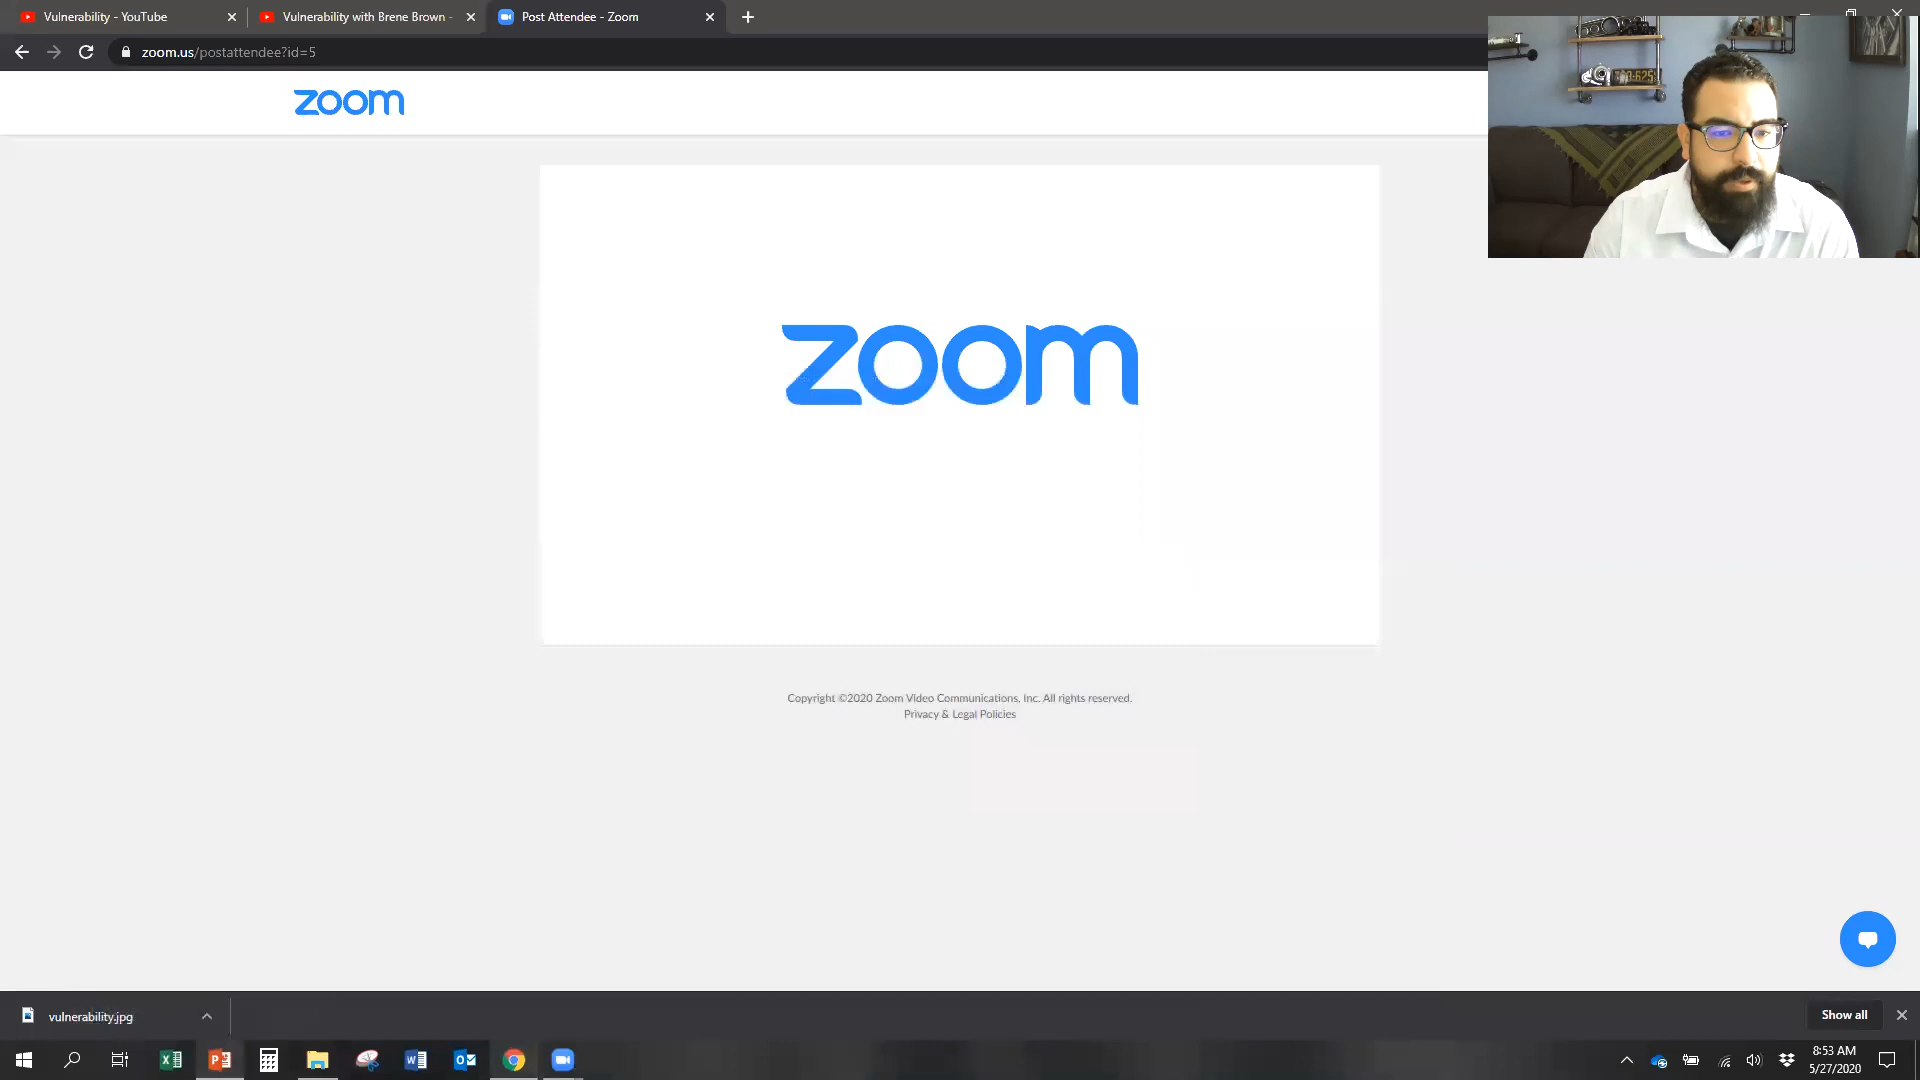 Vulnerability - YouTube
Vulnerability with Brene Brown -
Post Attendee - Zoom
zoom.us/postattendee?id=5
zoom
zoom
Copyright ©2020 Zoom Video Communications, Inc. All rights reserved.
Privacy & Legal Policies
vulnerability.jpg
Show all
8:53 AM
5/27/2020